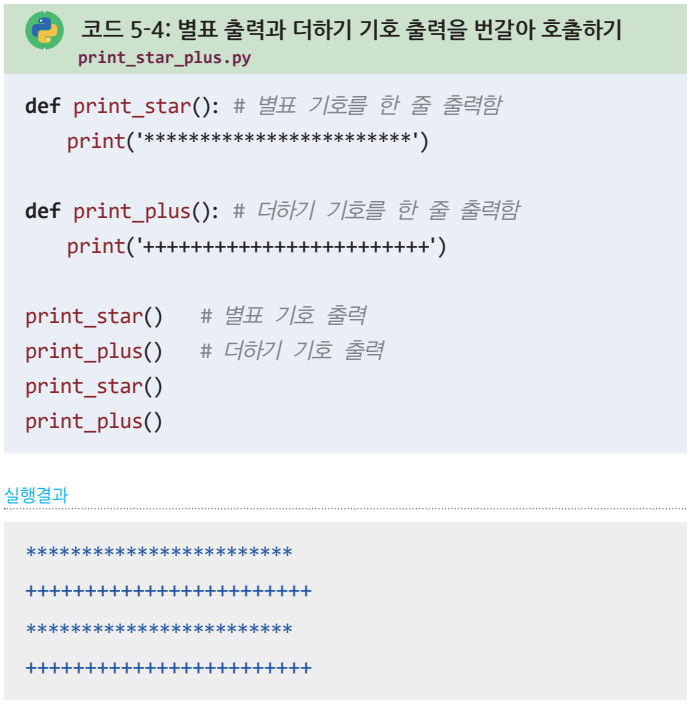 코드 5-4: 별표 출력과 더하기 기호 출력을 번갈아 호출하기
print_star_plus.py
def print_star(): # 별표 기호를 한 줄 출력함
print('************************')
def print_plus(): # 더하기 기호를 한 줄 출력함
print('++++++++++++++++++++++++')
print_star() # 별표 기호 출력
print_plus() # 더하기 기호 출력
print_star()
print_plus()
실행결과
************************
++++++++++++++++++++++++
************************
++++++++++++++++++++++++